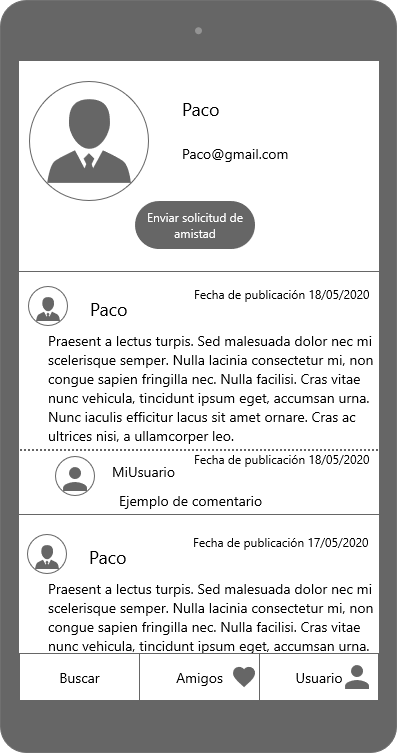 Paco
Paco@gmail.com
Enviar solicitud de
amistad
Fecha de publicación 18/05/2020
Paco
Praesent a lectus turpis. Sed malesuada dolor nec mi
scelerisque semper. Nulla lacinia consectetur mi, non
congue sapien fringilla nec. Nulla facilisi. Cras vitae
nunc vehicula, tincidunt ipsum eget, accumsan urna.
Nunc iaculis efficitur lacus sit amet ornare. Cras ac
ultrices nisi, a ullamcorper leo.
Fecha de publicación 18/05/2020
MiUsuario
Ejemplo de comentario
Fecha de publicación 17/05/2020
Paco
Praesent a lectus turpis. Sed malesuada dolor nec mi
scelerisque semper. Nulla lacinia consectetur mi, non
congue sapien fringilla nec. Nulla facilisi. Cras vitae
nunc vehicula, tincidunt ipsum eget, accumsan urna.
Buscar
Amigos
Usuario